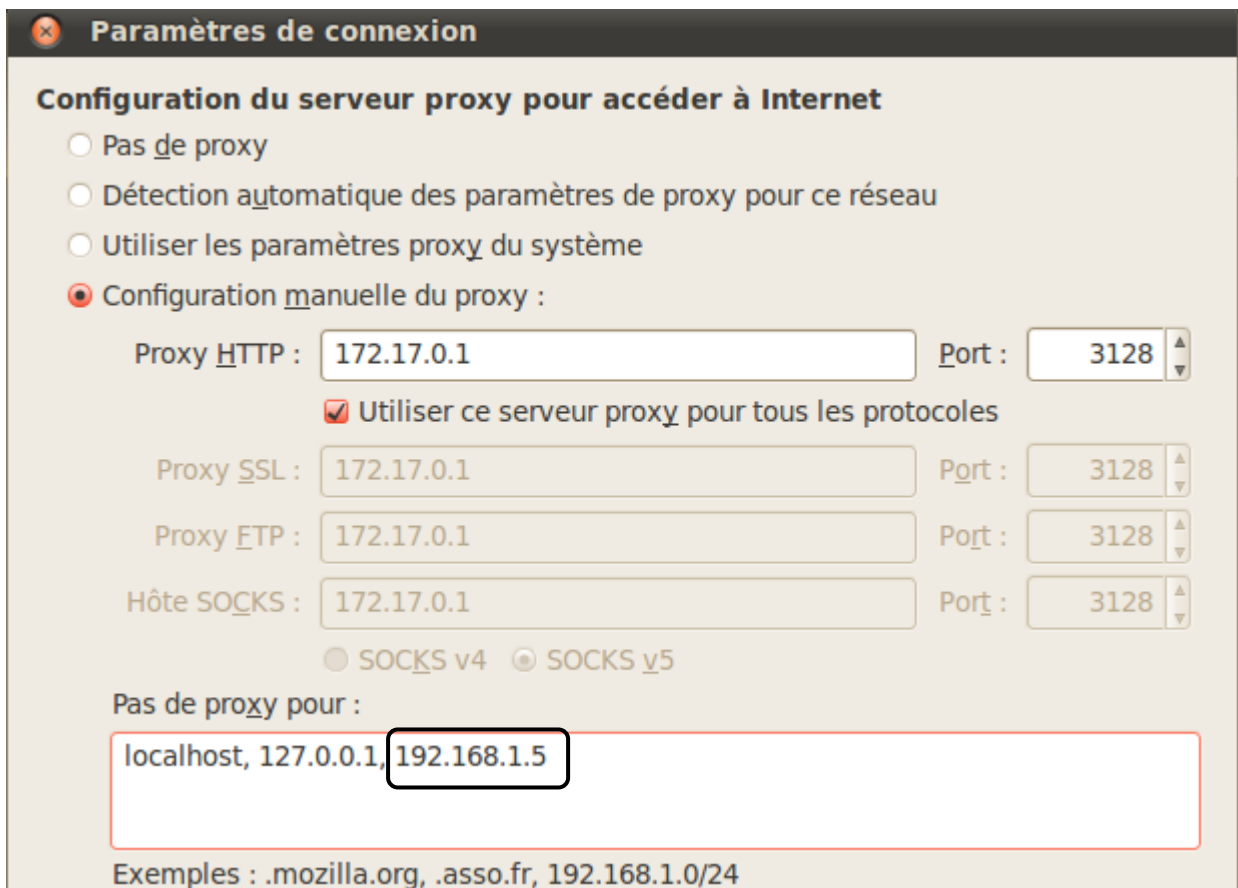 Paramètres de connexion
Configuration du serveur proxy pour accéder à Internet
Pas de proxy
Détection automatique des paramètres de proxy pour ce réseau
Utiliser les paramètres proxy du système
Configuration manuelle du proxy :
Proxy HTTP : 172.17.0.1 Port : 3128
Utiliser ce serveur proxy pour tous les protocoles
Proxy SSL : 172.17.0.1 Port : 3128
Proxy FTP : 172.17.0.1 Port : 3128
Hôte SOCKS : 172.17.0.1 Port : 3128
SOCKS v4 SOCKS v5
Pas de proxy pour :
localhost, 127.0.0.1, 192.168.1.5
Exemples : .mozilla.org, .asso.fr, 192.168.1.0/24